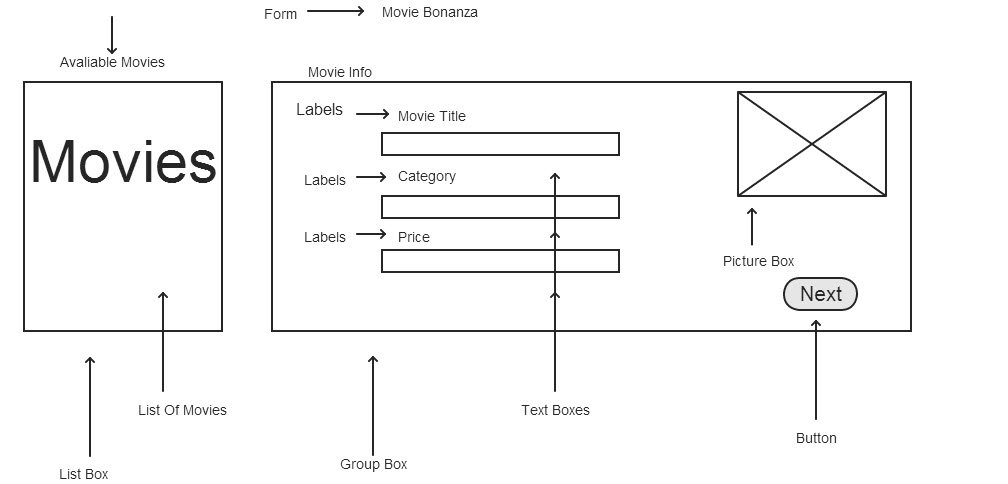 Form
Movie Bonanza
Avaliable Movies
Movies
Movie Info
Labels
Movie Title
Labels
Category
Labels
Price
Picture Box
Next
List Of Movies
Text Boxes
Button
List Box
Group Box